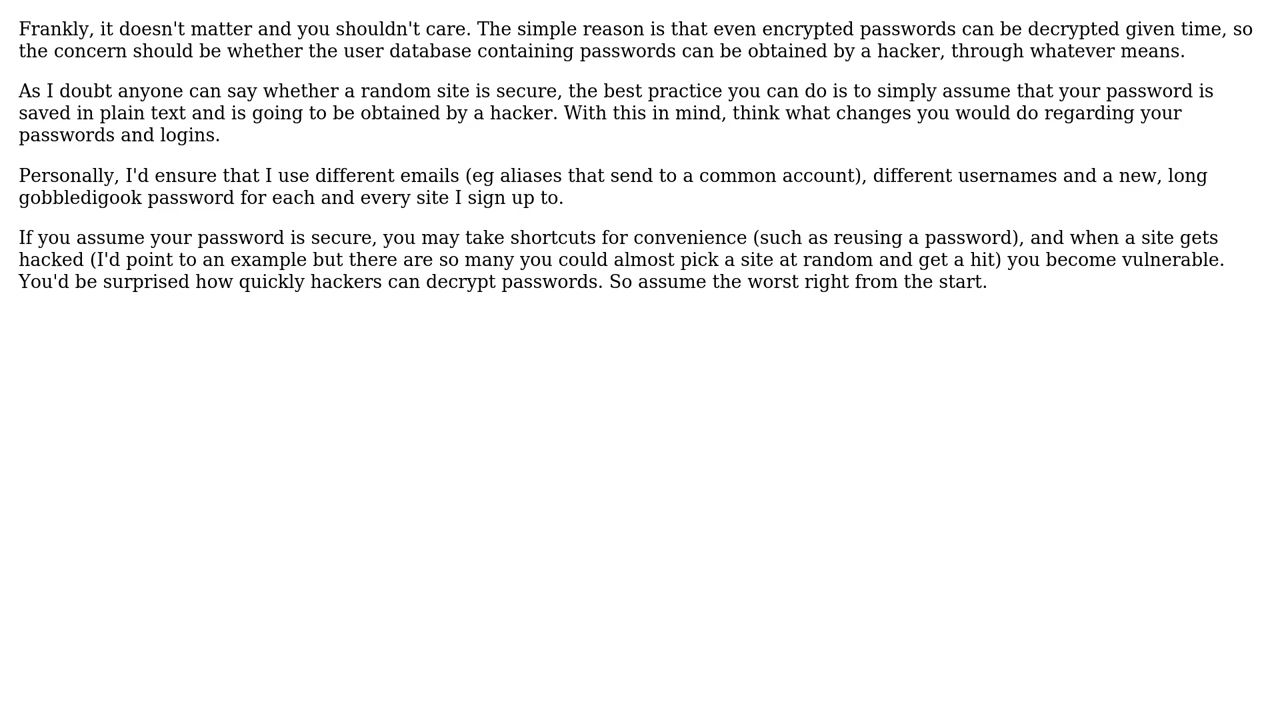 Frankly, it doesn't matter and you shouldn't care. The simple reason is that even encrypted passwords can be decrypted given time, so
the concern should be whether the user database containing passwords can be obtained by a hacker, through whatever means.
As I doubt anyone can say whether a random site is secure, the best practice you can do is to simply assume that your password is
saved in plain text and is going to be obtained by a hacker. With this in mind, think what changes you would do regarding your
passwords and logins.
Personally, I'd ensure that I use different emails (eg aliases that send to a common account), different usernames and a new, long
gobbledigook password for each and every site I sign up to.
If you assume your password is secure, you may take shortcuts for convenience (such as reusing a password), and when a site gets
hacked (I'd point to an example but there are so many you could almost pick a site at random and get a hit) you become vulnerable.
You'd be surprised how quickly hackers can decrypt passwords. So assume the worst right from the start.